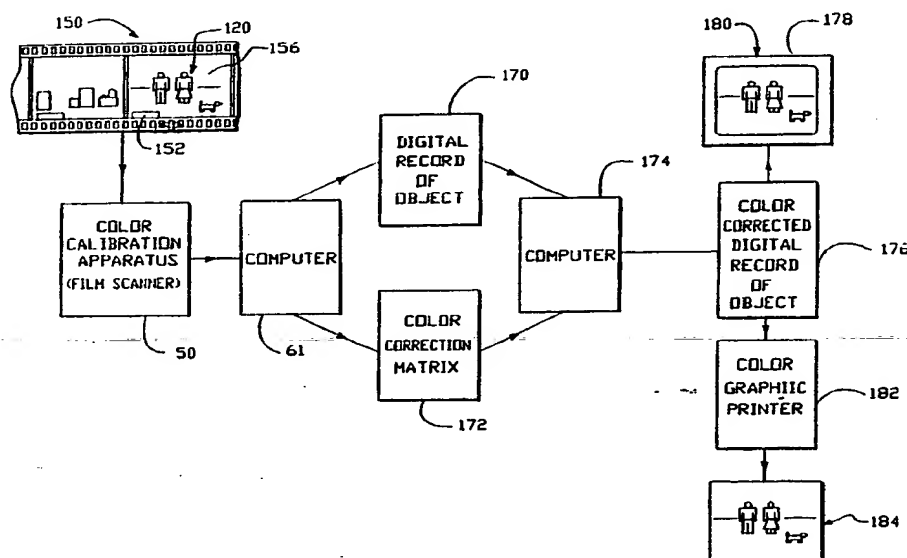 150
120
156
152
180
178
170
DIGITAL
RECORD
OF
OBJECT
174
COLOR
CALIBRATION
APPARATUS
(FILM SCANNER)
50
COMPUTER
61
COLOR
CORRECTION
MATRIX
172
COMPUTER
COLOR
CORRECTED
DIGITAL
RECORD
OF
OBJECT
176
COLOR
GRAPHIIC
PRINTER
182
184